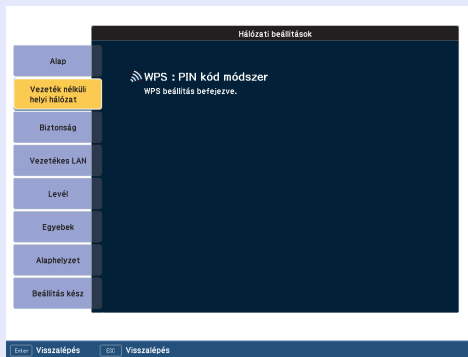 Hálózati beállítások
Alap
Vezeték nélküli
helyi hálózat
Biztonság
Vezetékes LAN
Levél
Egyebek
Alaphelyzet
Beállítás kész
WPS : PIN kód módszer
WPS beállítás befejezve.
Enter Visszalépés ESC Visszalépés